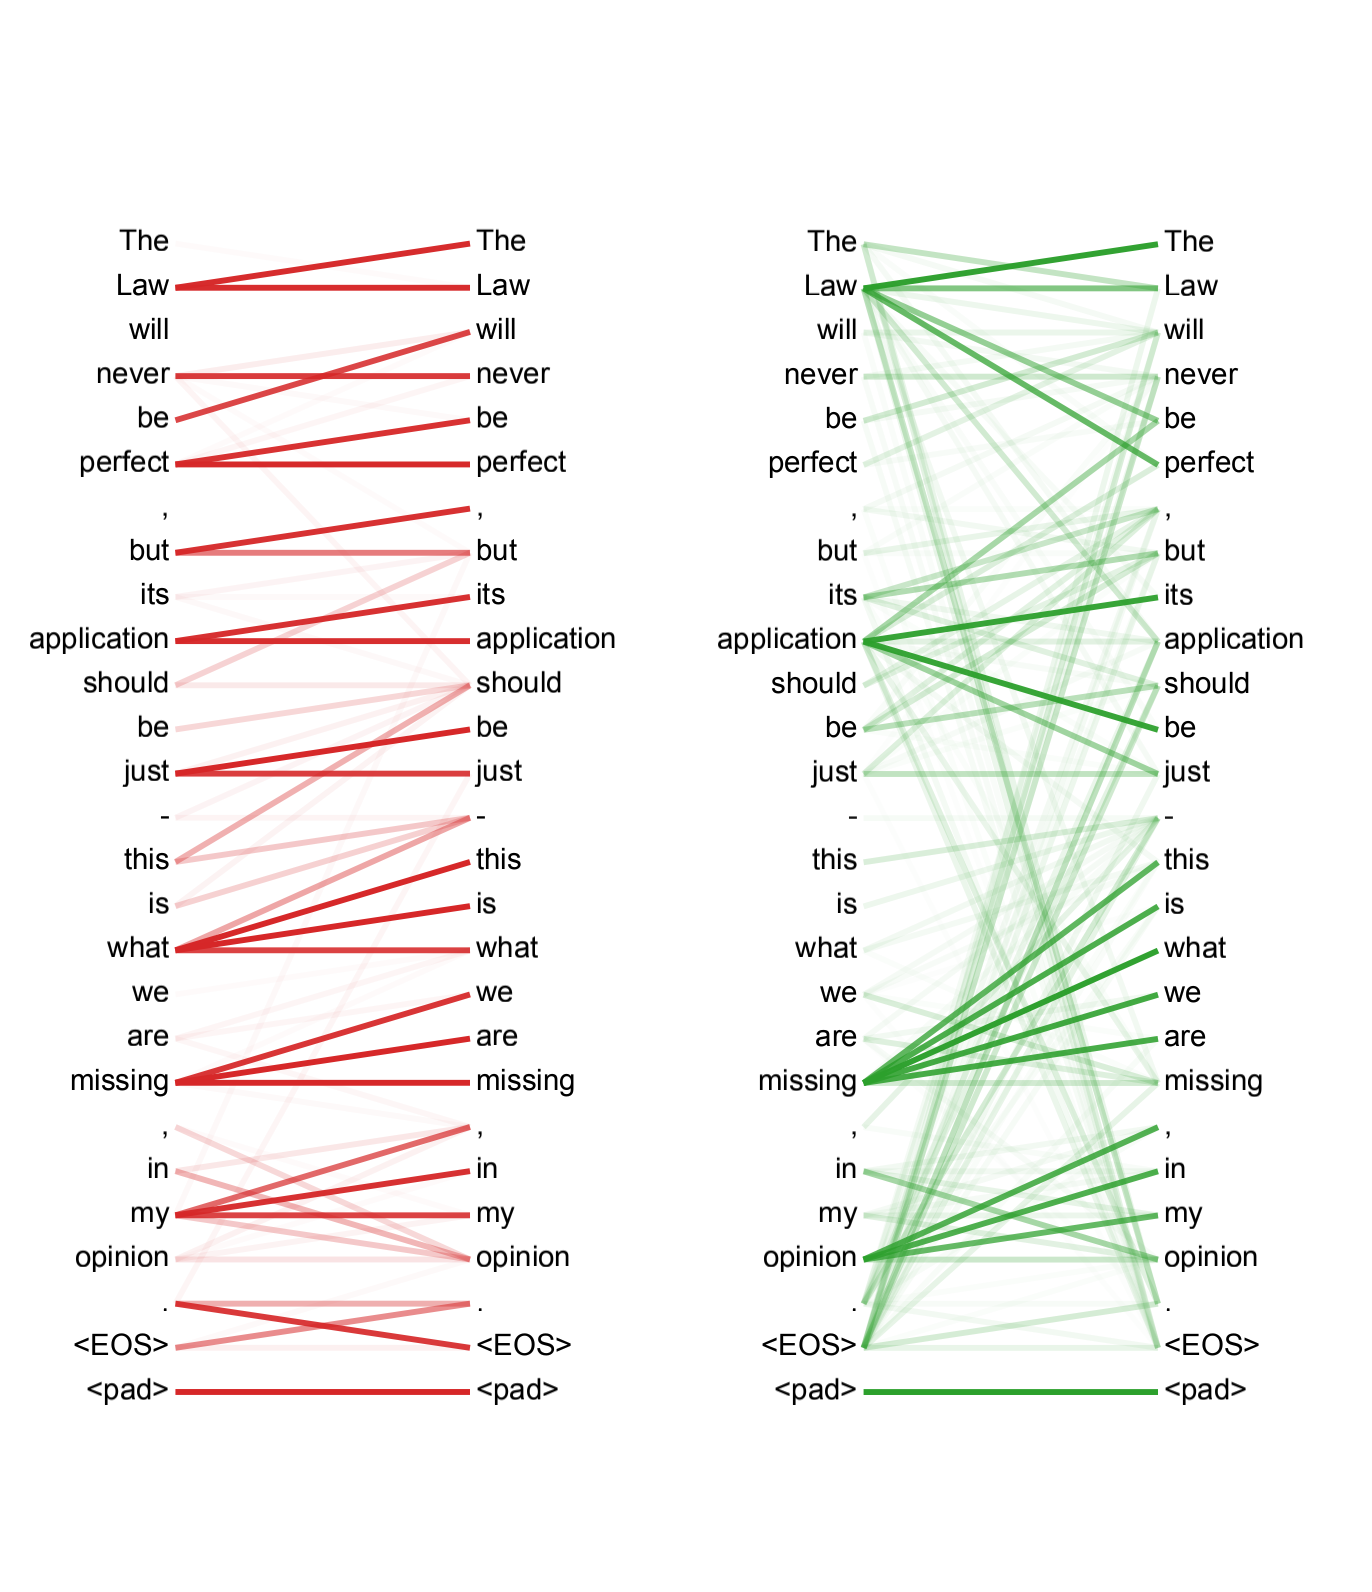 The The The The
Law Law Law Law
will will will will
never never never never
be be be be
perfect perfect perfect perfect
, , , ,
but but but but
its its its its
application application application application
should should should should
be be be be
just just just just
- - - -
this this this this
is is is is
what what what what
we we we we
are are are are
missing missing missing missing
, , , ,
in in in in
my my my my
opinion opinion opinion opinion
. . . .
<EOS> <EOS> <EOS> <EOS>
<pad> <pad> <pad> <pad>